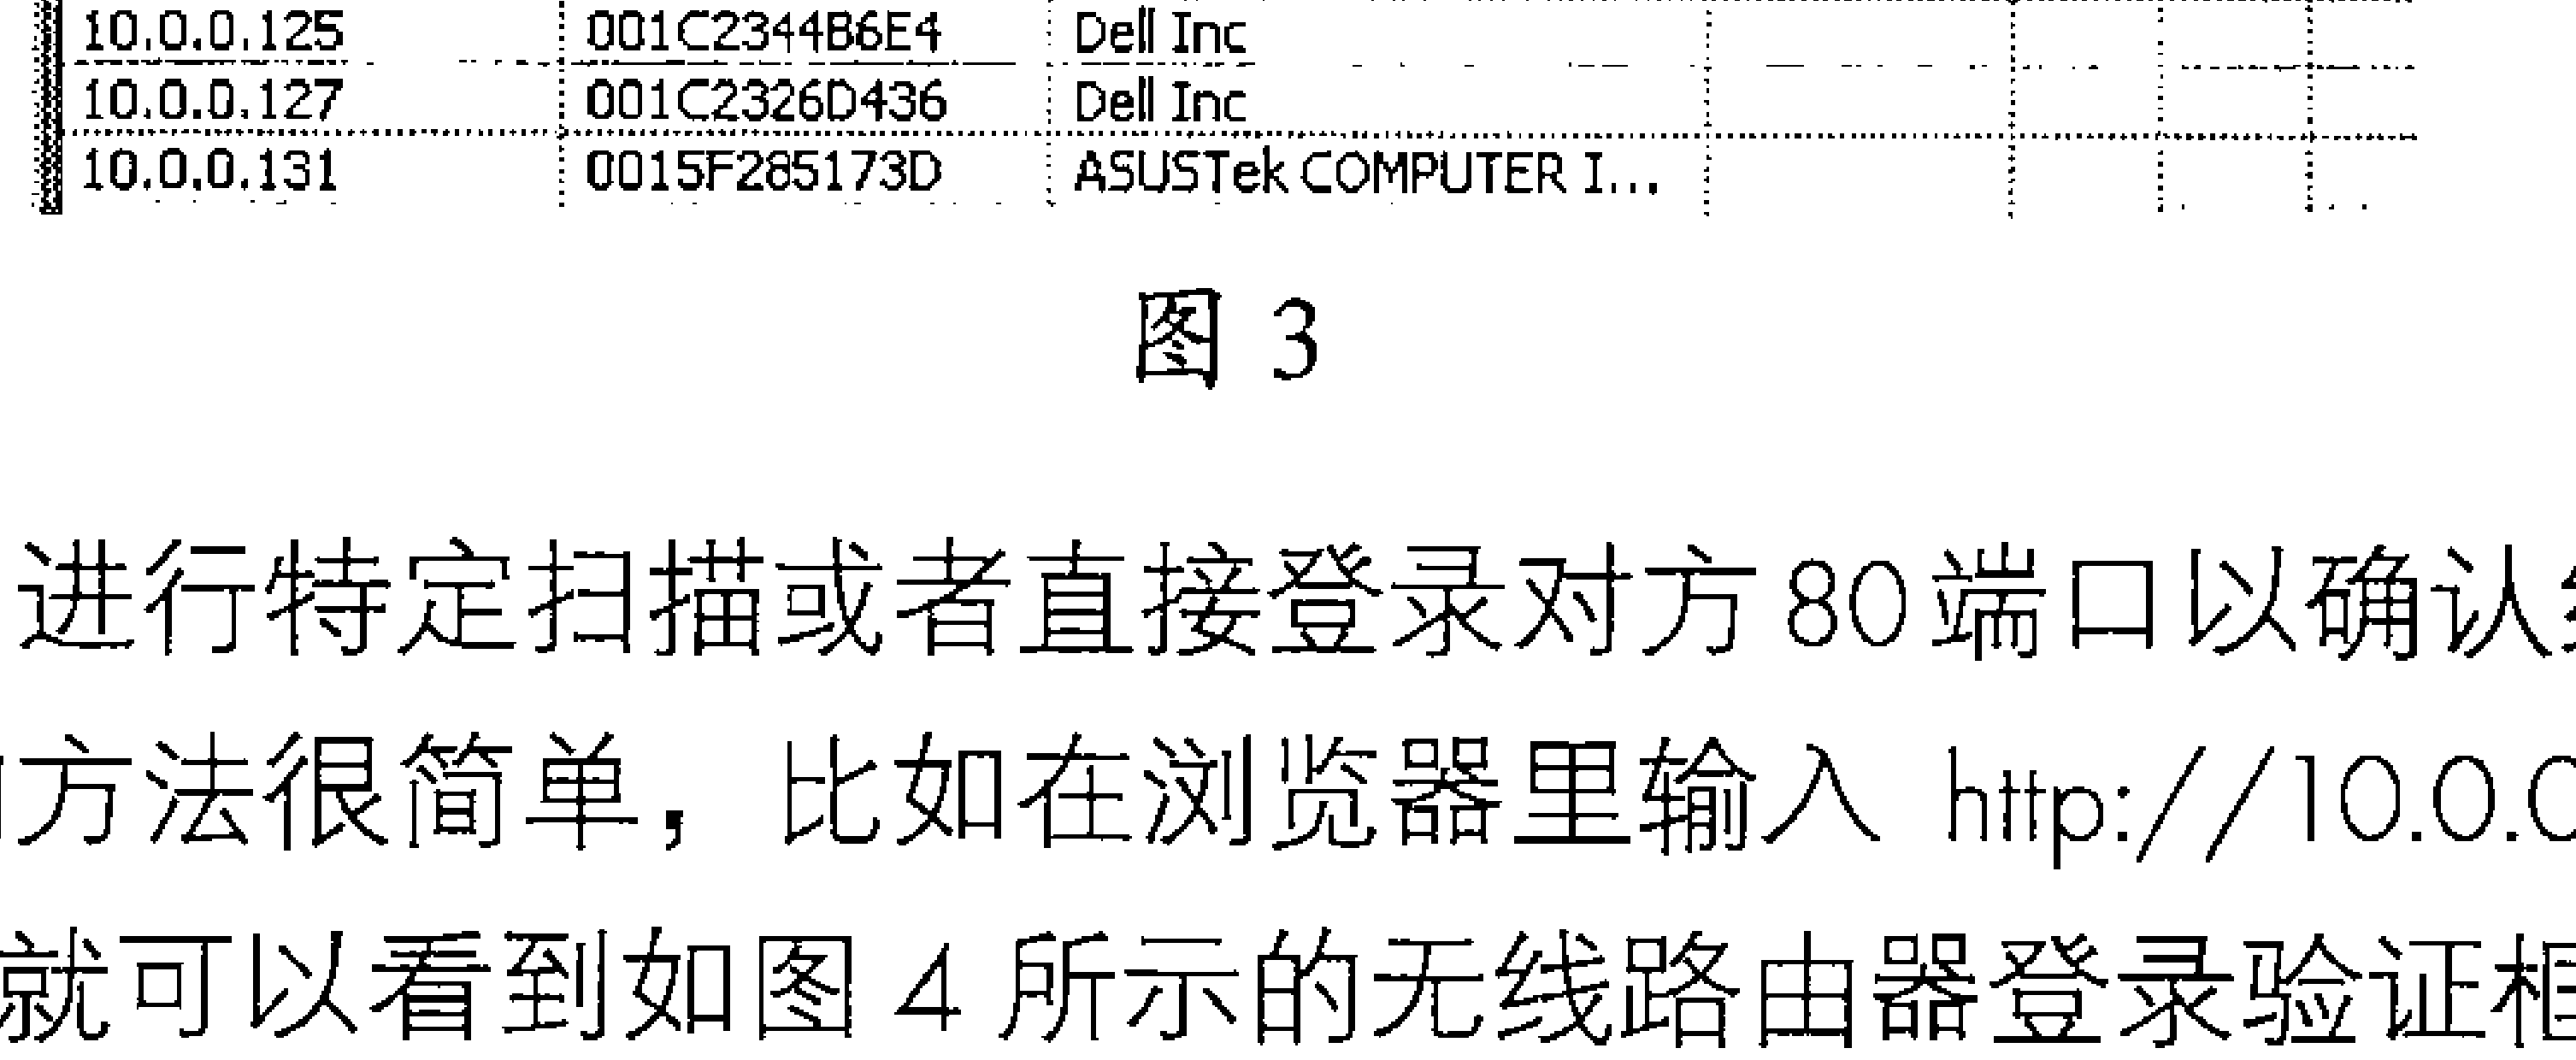 10.0.0.125 001C2344B6E4 Dell Inc
10.0.0.127 001C2326D436 Dell Inc
10.0.0.131 0015F285173D ASUSTek COMPUTER I...
图 3
进行特定扫描或者直接登录对方80端口以确认
方法很简单，比如在浏览器里输入 http://10.0.0
就可以看到如图 4 所示的无线路由器登录验证框